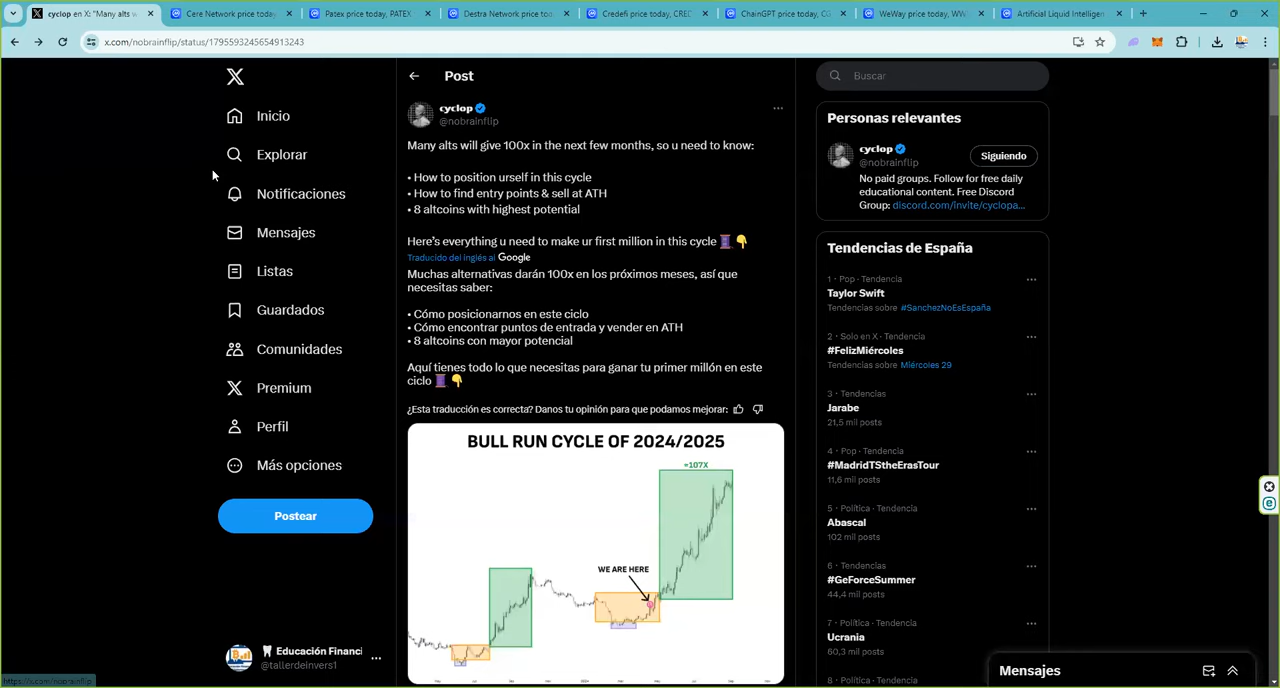 cyclop en X: "Many alts w
Cere Network price today
Patex price today, PATEX
Destra Network price too
Credefi price today, CREC
ChainGPT price today, CG
WeWay price today, WW
Artificial Liquid Intelligen
x.com/nobrainflip/status/1795593245654913243
Inicio
Explorar
Notificaciones
Mensajes
Listas
Guardados
Comunidades
Premium
Perfil
Más opciones
Postear
Educación Financi
@tallerdeinvers1
https://x.com/nobrainflip
Post
cyclop
@nobrainflip
Many alts will give 100x in the next few months, so u need to know:
• How to position urself in this cycle
• How to find entry points & sell at ATH
• 8 altcoins with highest potential
Here's everything u need to make ur first million in this cycle
Traducido del inglés al Google
Muchas alternativas darán 100x en los próximos meses, así que
necesitas saber:
• Cómo posicionarnos en este ciclo
• Cómo encontrar puntos de entrada y vender en ATH
• 8 altcoins con mayor potencial
Aquí tienes todo lo que necesitas para ganar tu primer millón en este
ciclo
¿Esta traducción es correcta? Danos tu opinión para que podamos mejorar:
BULL RUN CYCLE OF 2024/2025
≈107X
WE ARE HERE
Buscar
Personas relevantes
cyclop
@nobrainflip
Siguiendo
No paid groups. Follow for free daily
educational content. Free Discord
Group: discord.com/invite/cyclopa...
Tendencias de España
1 · Pop · Tendencia
Taylor Swift
Tendencias sobre #SanchezNoEsEspaña
2 · Solo en X · Tendencia
#FelizMiércoles
Tendencias sobre Miércoles 29
3 · Tendencias
Jarabe
21,5 mil posts
4 · Pop · Tendencia
#MadridTStheErasTour
11,6 mil posts
5 · Política · Tendencia
Abascal
102 mil posts
6 · Tendencias
#GeForceSummer
44,4 mil posts
7 · Política · Tendencia
Ucrania
60,3 mil posts
8 · Política · Tendencia
Mensajes